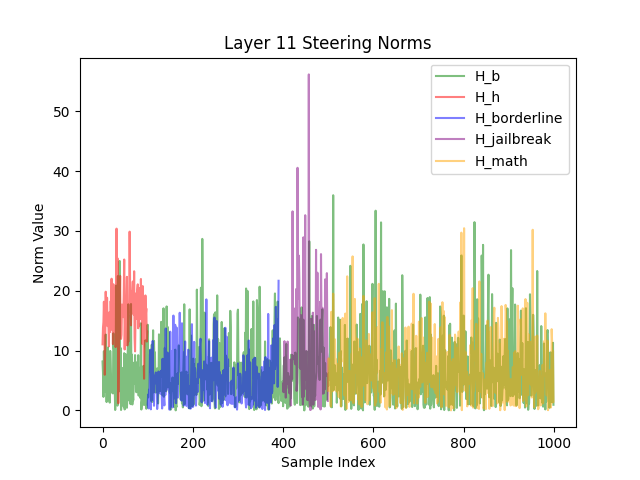 Layer 11 Steering Norms
H_b
H_h
H_borderline
H_jailbreak
H_math
Norm Value
50
40
30
20
10
0
0
200
400
600
800
1000
Sample Index